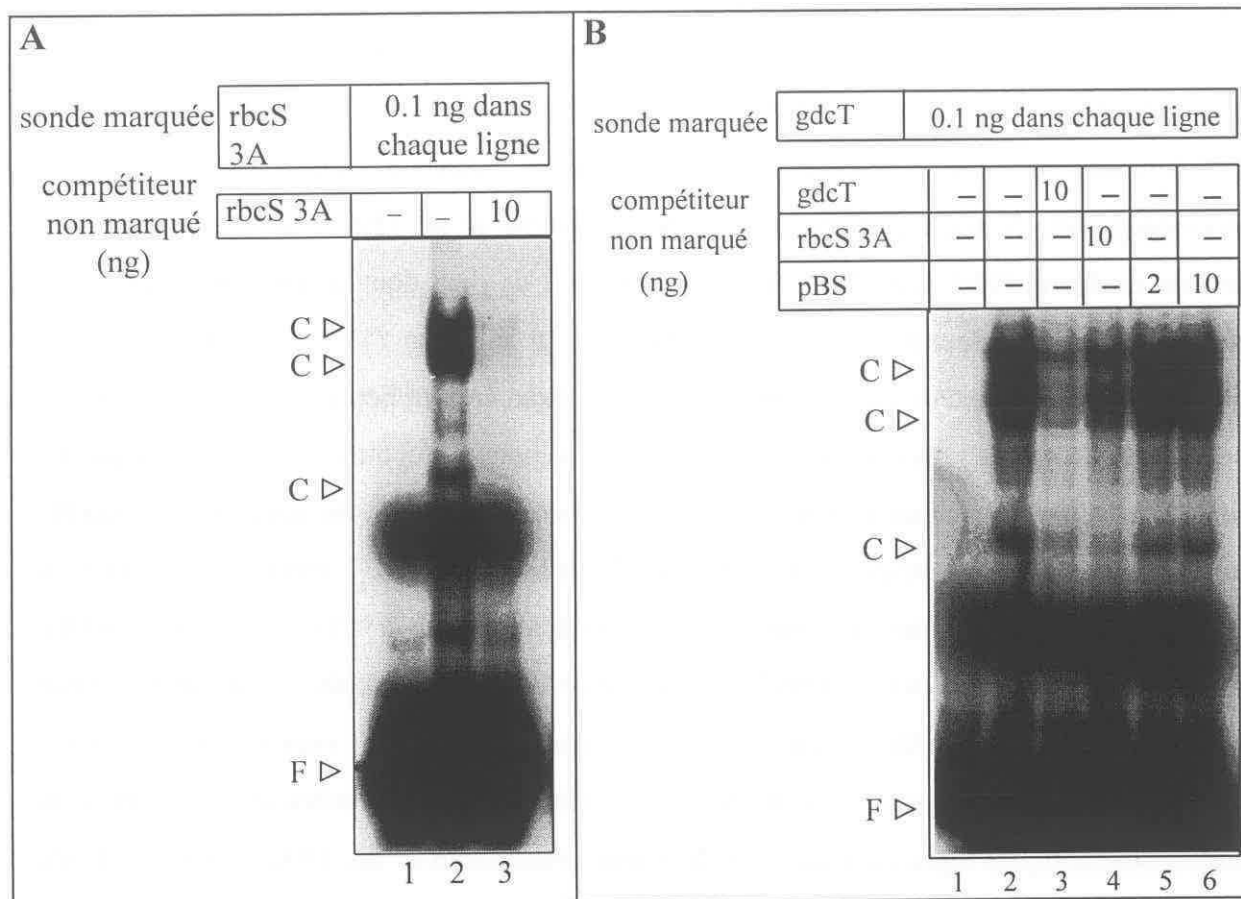 A
sonde marquée
rbcS 3A
0.1 ng dans chaque ligne
compétiteur non marqué (ng)
rbcS 3A – – 10
C ▷
C ▷
C ▷
F ▷
1 2 3
B
sonde marquée
gdcT
0.1 ng dans chaque ligne
compétiteur non marqué (ng)
gdcT – – 10 – – –
rbcS 3A – – – 10 – –
pBS – – – – 2 10
C ▷
C ▷
C ▷
F ▷
1 2 3 4 5 6